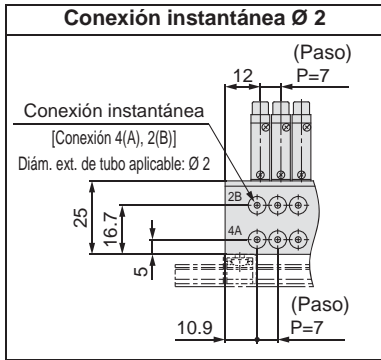 Conexión instantánea Ø 2
(Paso)
12
P=7
Conexión instantánea
[Conexión 4(A), 2(B)]
Diám. ext. de tubo aplicable: Ø 2
2B
4A
25
16.7
5
(Paso)
10.9
P=7